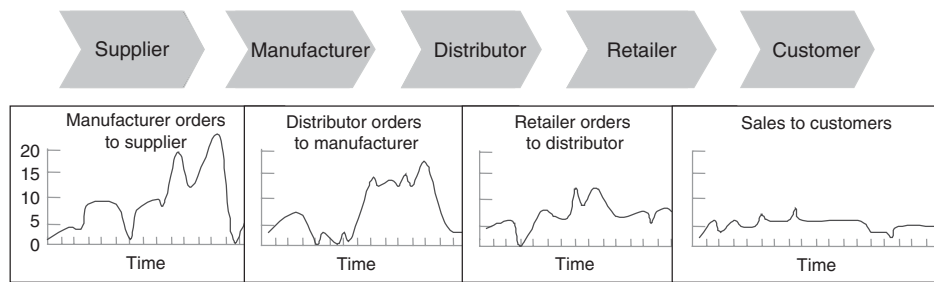 Supplier
Manufacturer
Distributor
Retailer
Customer
Manufacturer orders
to supplier
20
15
10
5
0
Time
Distributor orders
to manufacturer
Time
Retailer orders
to distributor
Time
Sales to customers
Time